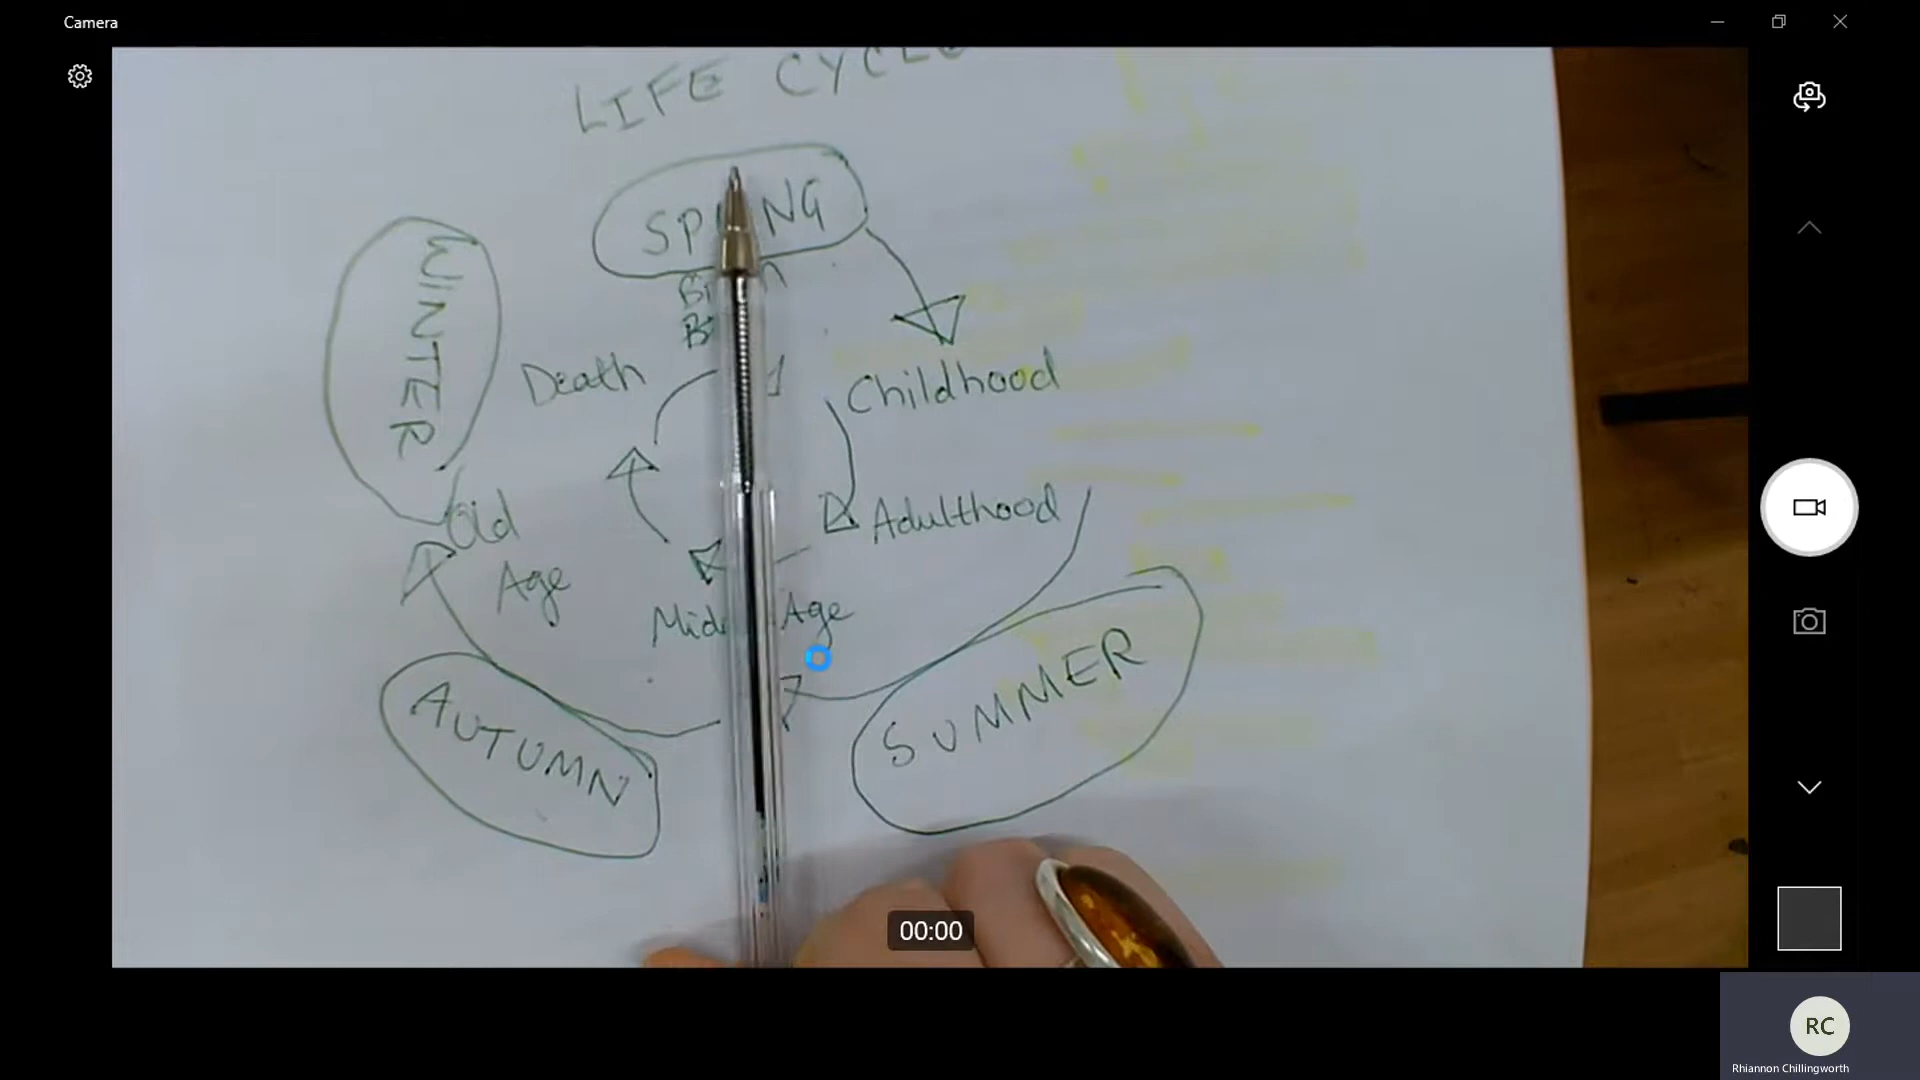 Camera
LIFE
SPRING
WINTER
Death
Childhood
Old
Age
Adulthood
Age
AUTUMN
SUMMER
00:00
RC
Rhiannon Chillingworth